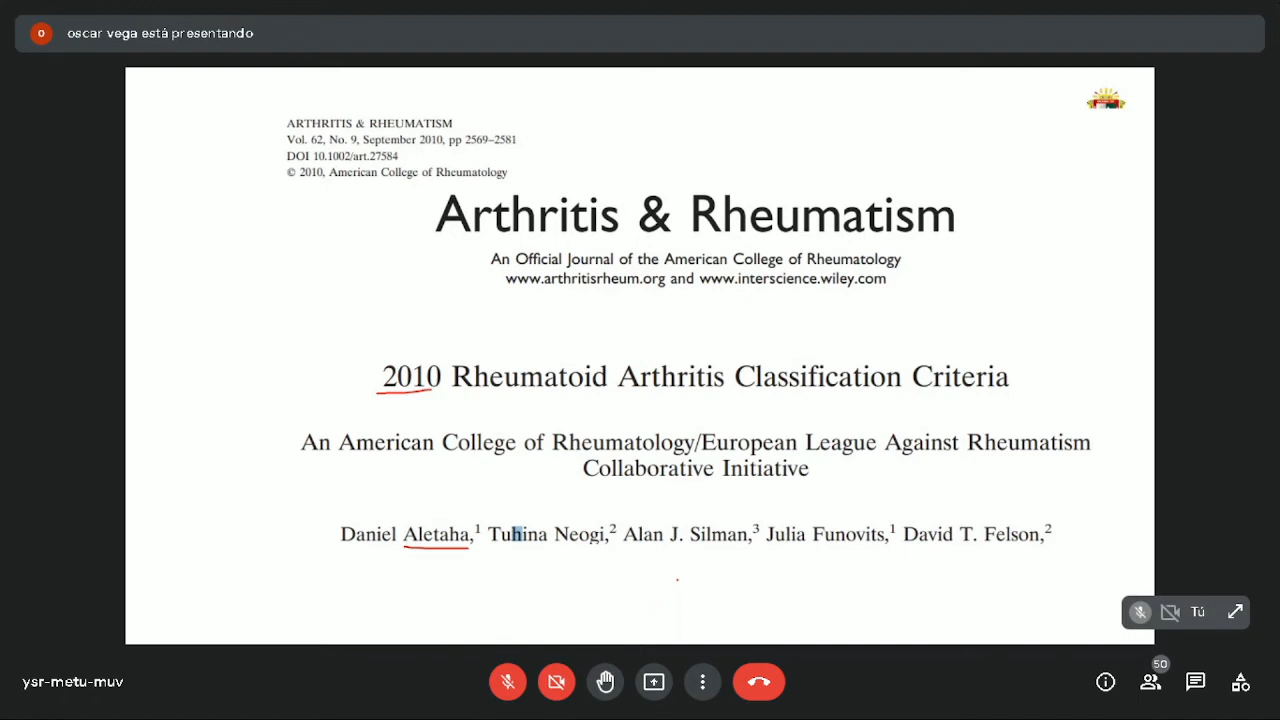 o
oscar vega está presentando
ARTHRITIS & RHEUMATISM
Vol. 62, No. 9, September 2010, pp 2569–2581
DOI 10.1002/art.27584
© 2010, American College of Rheumatology
Arthritis & Rheumatism
An Official Journal of the American College of Rheumatology
www.arthritisrheum.org and www.interscience.wiley.com
2010 Rheumatoid Arthritis Classification Criteria
An American College of Rheumatology/European League Against Rheumatism
Collaborative Initiative
Daniel Aletaha,¹ Tuhina Neogi,² Alan J. Silman,³ Julia Funovits,¹ David T. Felson,²
Tú
50
ysr-metu-muv